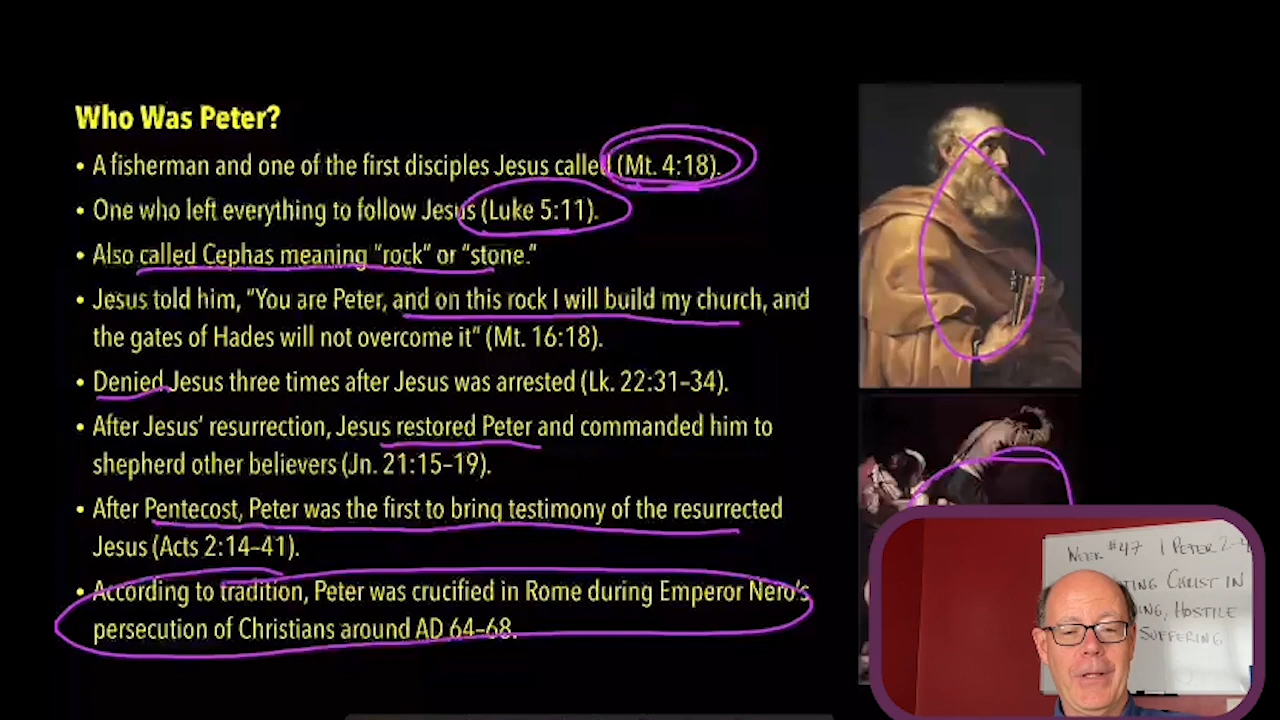 Who Was Peter?
• A fisherman and one of the first disciples Jesus called (Mt. 4:18).
• One who left everything to follow Jesus (Luke 5:11).
• Also called Cephas meaning “rock” or “stone.”
• Jesus told him, “You are Peter, and on this rock I will build my church, and
the gates of Hades will not overcome it” (Mt. 16:18).
• Denied Jesus three times after Jesus was arrested (Lk. 22:31–34).
• After Jesus’ resurrection, Jesus restored Peter and commanded him to
shepherd other believers (Jn. 21:15–19).
• After Pentecost, Peter was the first to bring testimony of the resurrected
Jesus (Acts 2:14–41).
• According to tradition, Peter was crucified in Rome during Emperor Nero’s
persecution of Christians around AD 64–68.
WEEK #47 1 PETER 2-4
CHRIST IN
HOSTILE
SUFFERING